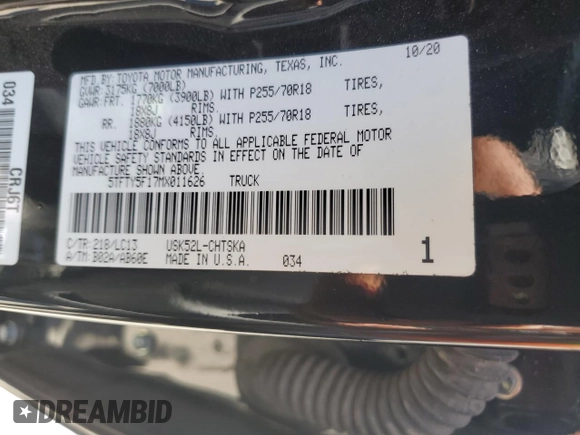 034 CRJ6T
MFD.BY:TOYOTA MOTOR MANUFACTURING, TEXAS, INC. 10/20
GVWR:3175KG (7000LB)
GAWR:FRT. 1770KG (3900LB) WITH P255/70R18 TIRES,
18X8J RIMS.
RR. 1880KG (4150LB) WITH P255/70R18 TIRES,
18X8J RIMS.
THIS VEHICLE CONFORMS TO ALL APPLICABLE FEDERAL MOTOR
VEHICLE SAFETY STANDARDS IN EFFECT ON THE DATE OF
MANUFACTURE SHOWN ABOVE.
5TFTY5F17MX011626 TRUCK
C/TR:218/LC13 USK52L-CHTSKA
A/TM:B02A/AB60E MADE IN U.S.A. 034 1
DREAMBID